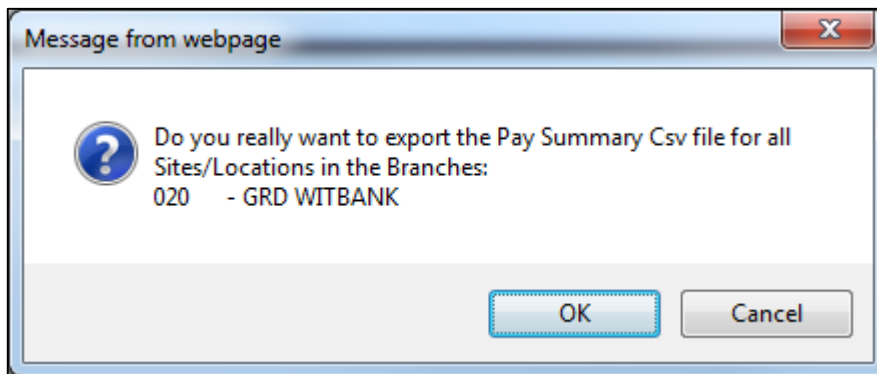 Message from webpage
Do you really want to export the Pay Summary Csv file for all
Sites/Locations in the Branches:
020 - GRD WITBANK
OK
Cancel